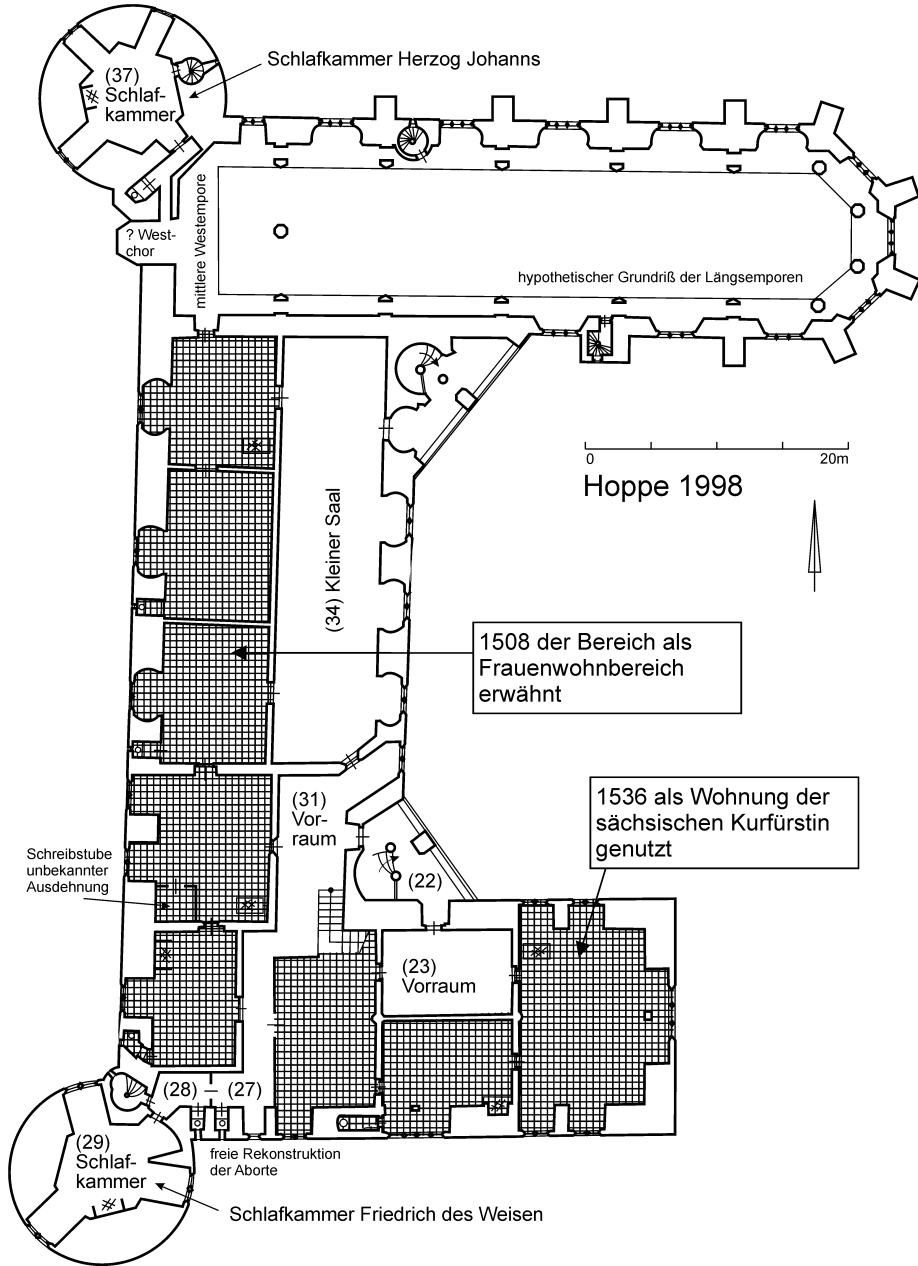 Schlafkammer Herzog Johanns
(37)
Schlaf-
kammer
? West-
chor
mittlere Westempore
hypothetischer Grundriß der Längsemporen
0 20m
Hoppe 1998
(34) Kleiner Saal
1508 der Bereich als
Frauenwohnbereich
erwähnt
1536 als Wohnung der
sächsischen Kurfürstin
genutzt
(31)
Vor-
raum
Schreibstube
unbekannter
Ausdehnung
(22)
(23)
Vorraum
(28) (27)
(29)
Schlaf-
kammer
freie Rekonstruktion
der Aborte
Schlafkammer Friedrich des Weisen